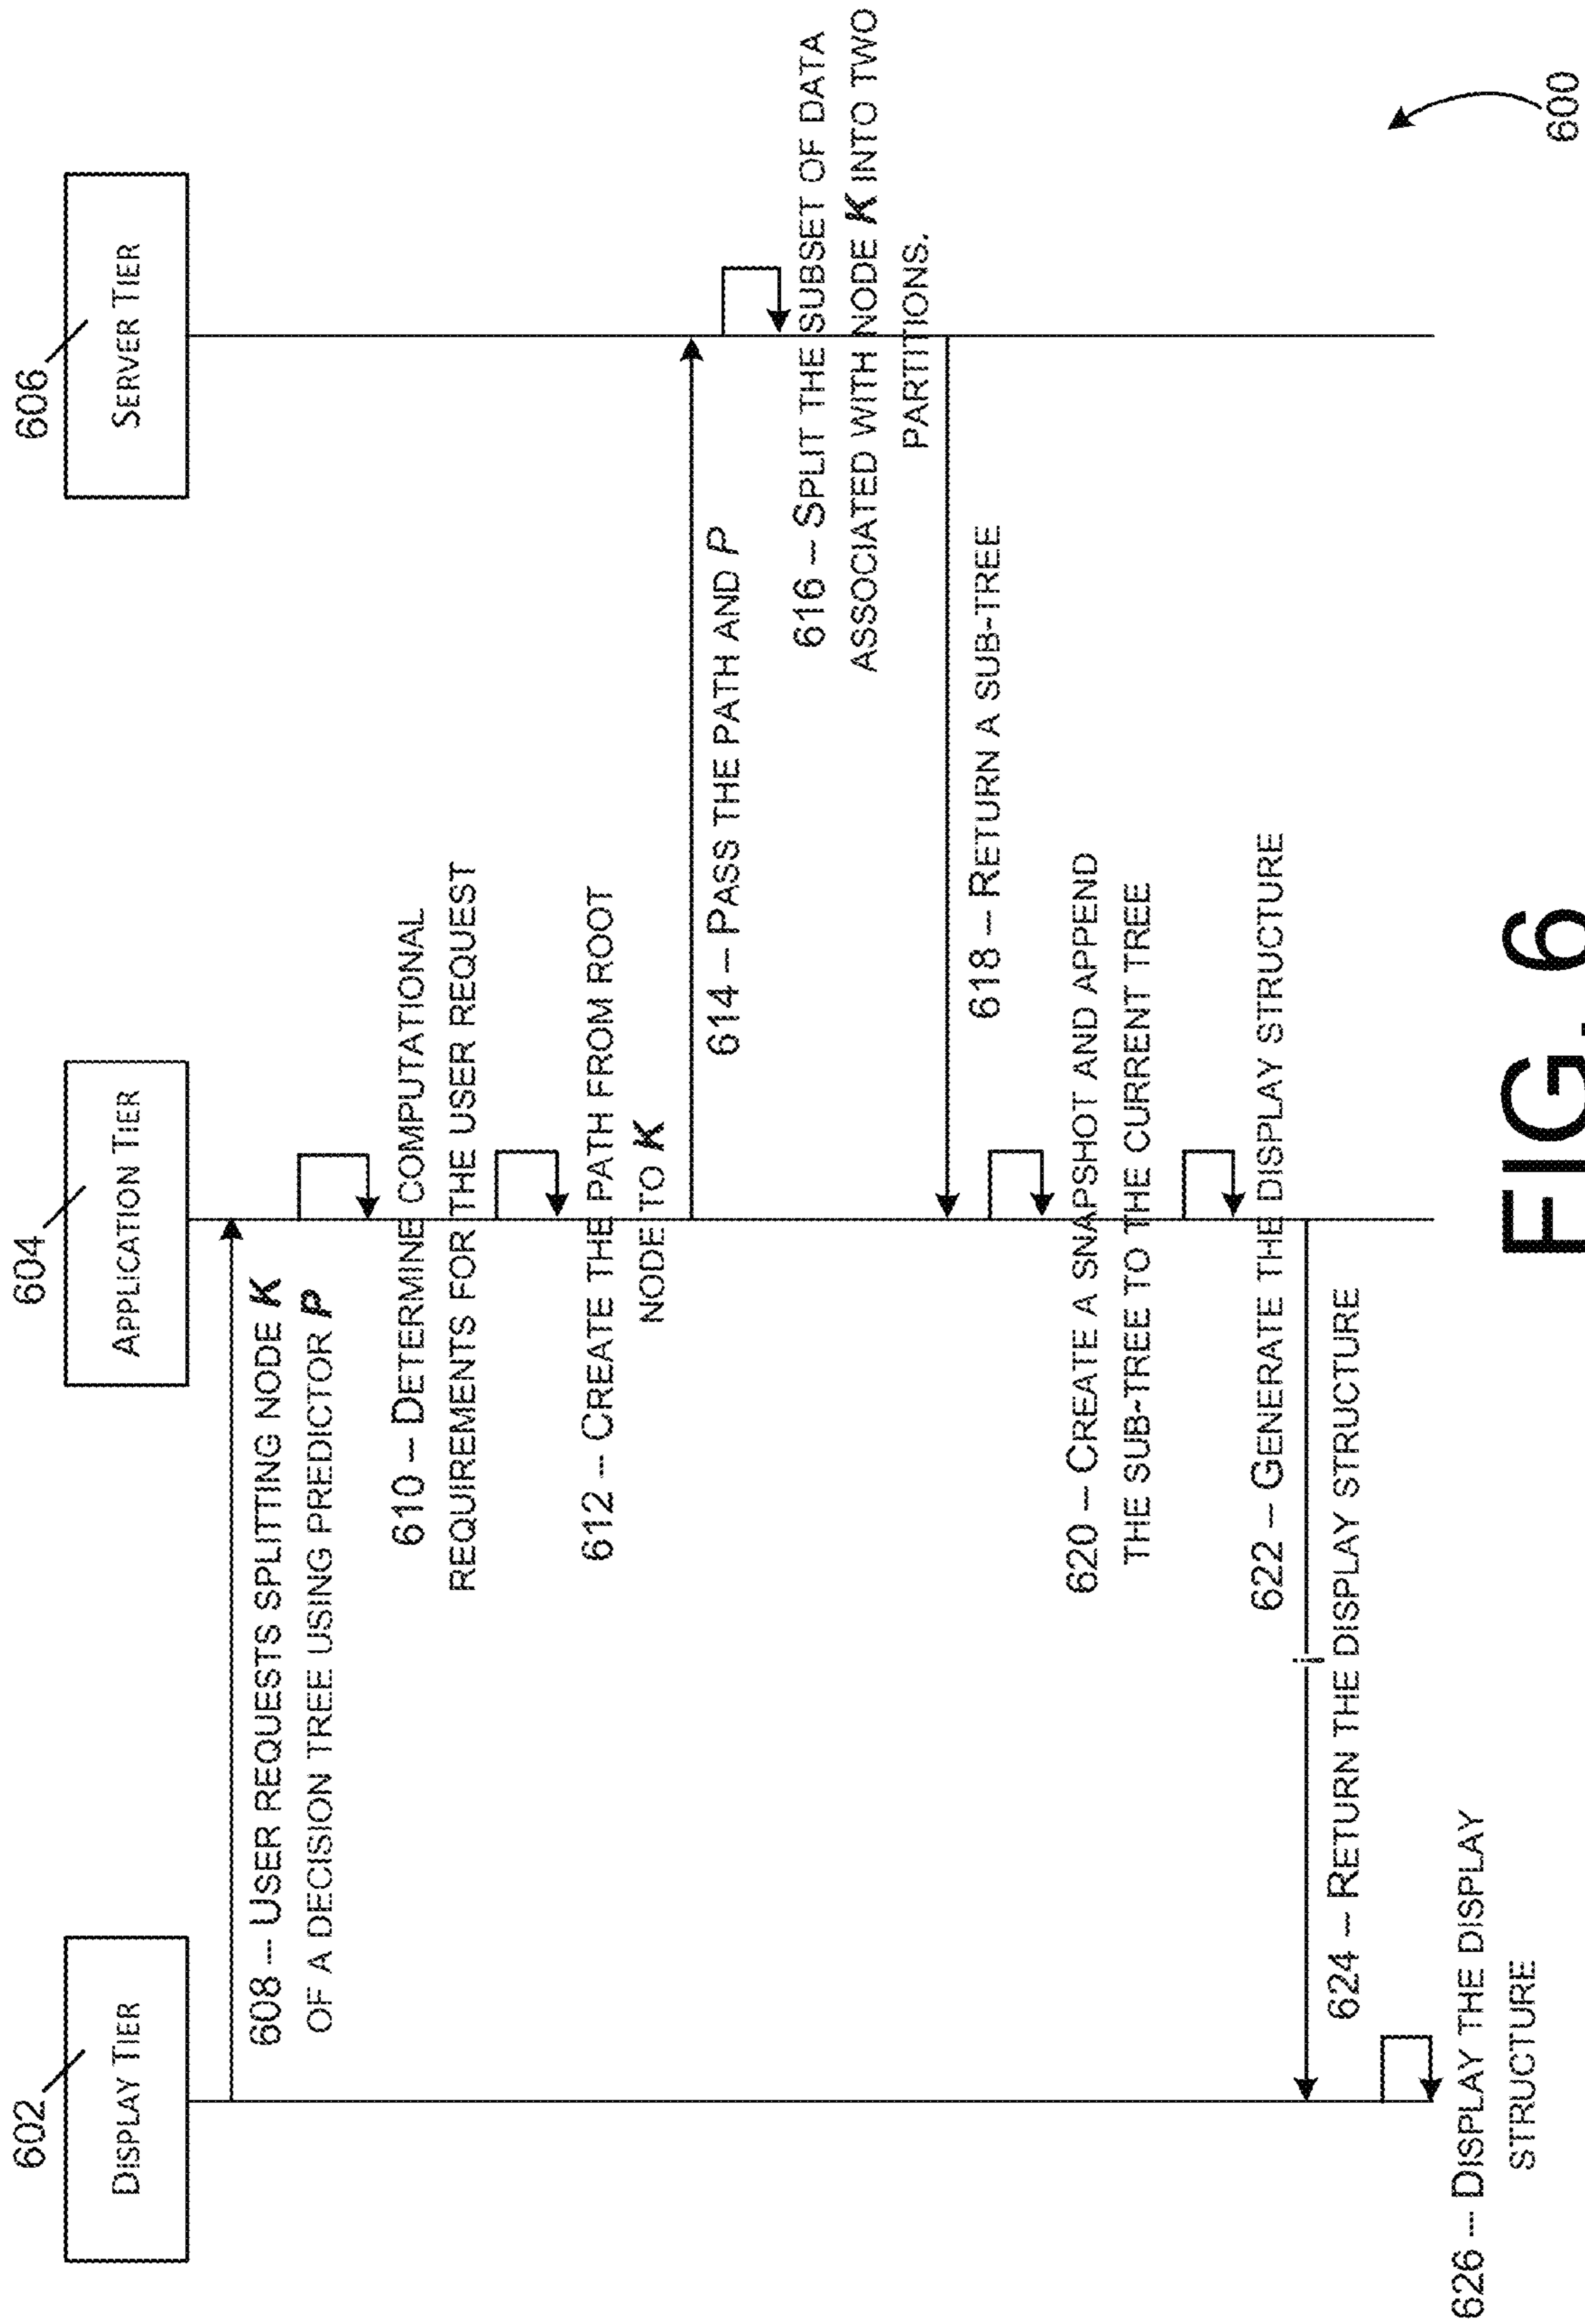 602
DISPLAY TIER
604
APPLICATION TIER
606
SERVER TIER
608 -- USER REQUESTS SPLITTING NODE K
OF A DECISION TREE USING PREDICTOR P
610 -- DETERMINE COMPUTATIONAL
REQUIREMENTS FOR THE USER REQUEST
612 -- CREATE THE PATH FROM ROOT
NODE TO K
614 – PASS THE PATH AND P
616 – SPLIT THE SUBSET OF DATA
ASSOCIATED WITH NODE K INTO TWO
PARTITIONS.
618 – RETURN A SUB-TREE
620 – CREATE A SNAPSHOT AND APPEND
THE SUB-TREE TO THE CURRENT TREE
622 – GENERATE THE DISPLAY STRUCTURE
624 – RETURN THE DISPLAY STRUCTURE
626 -- DISPLAY THE DISPLAY
STRUCTURE
600
FIG. 6